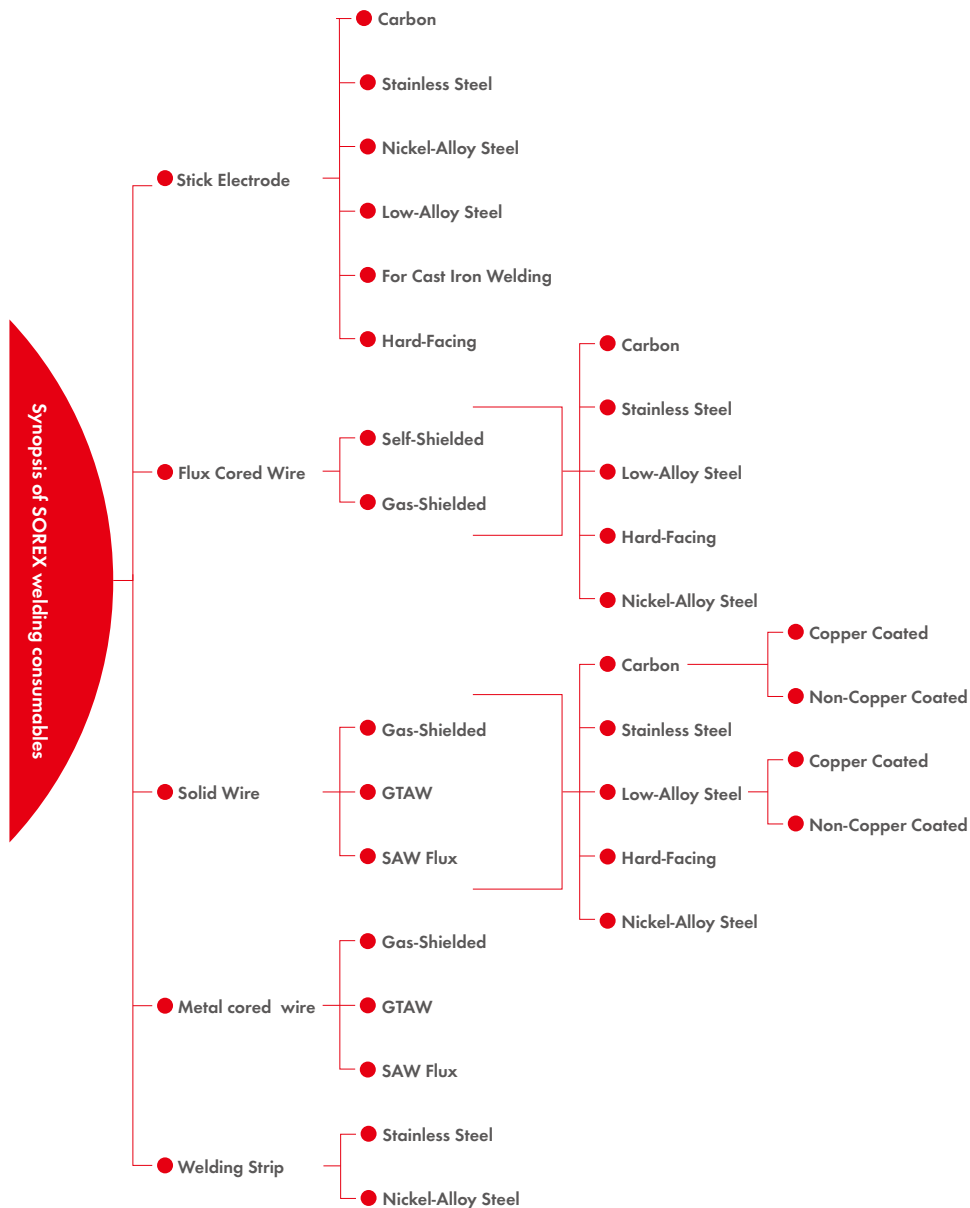 Synopsis of SOREX welding consumables
Stick Electrode
Carbon
Stainless Steel
Nickel-Alloy Steel
Low-Alloy Steel
For Cast Iron Welding
Hard-Facing
Flux Cored Wire
Self-Shielded
Gas-Shielded
Carbon
Stainless Steel
Low-Alloy Steel
Hard-Facing
Nickel-Alloy Steel
Solid Wire
Gas-Shielded
GTAW
SAW Flux
Carbon
Copper Coated
Non-Copper Coated
Stainless Steel
Low-Alloy Steel
Copper Coated
Non-Copper Coated
Hard-Facing
Nickel-Alloy Steel
Metal cored wire
Gas-Shielded
GTAW
SAW Flux
Welding Strip
Stainless Steel
Nickel-Alloy Steel